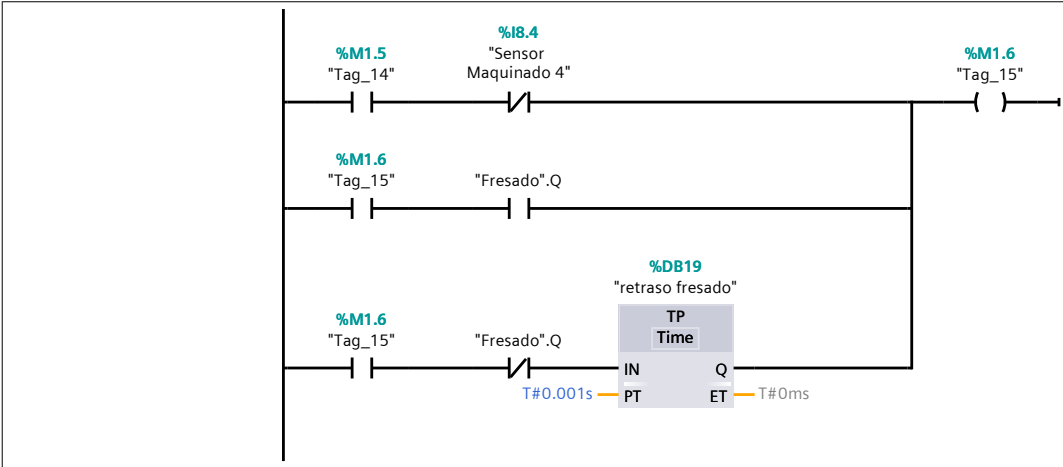 %M1.5
"Tag_14"
%I8.4
"Sensor
Maquinado 4"
%M1.6
"Tag_15"
%M1.6
"Tag_15"
"Fresado".Q
%DB19
"retraso fresado"
%M1.6
"Tag_15"
"Fresado".Q
TP
Time
IN
Q
T#0.001s
PT
ET
T#0ms